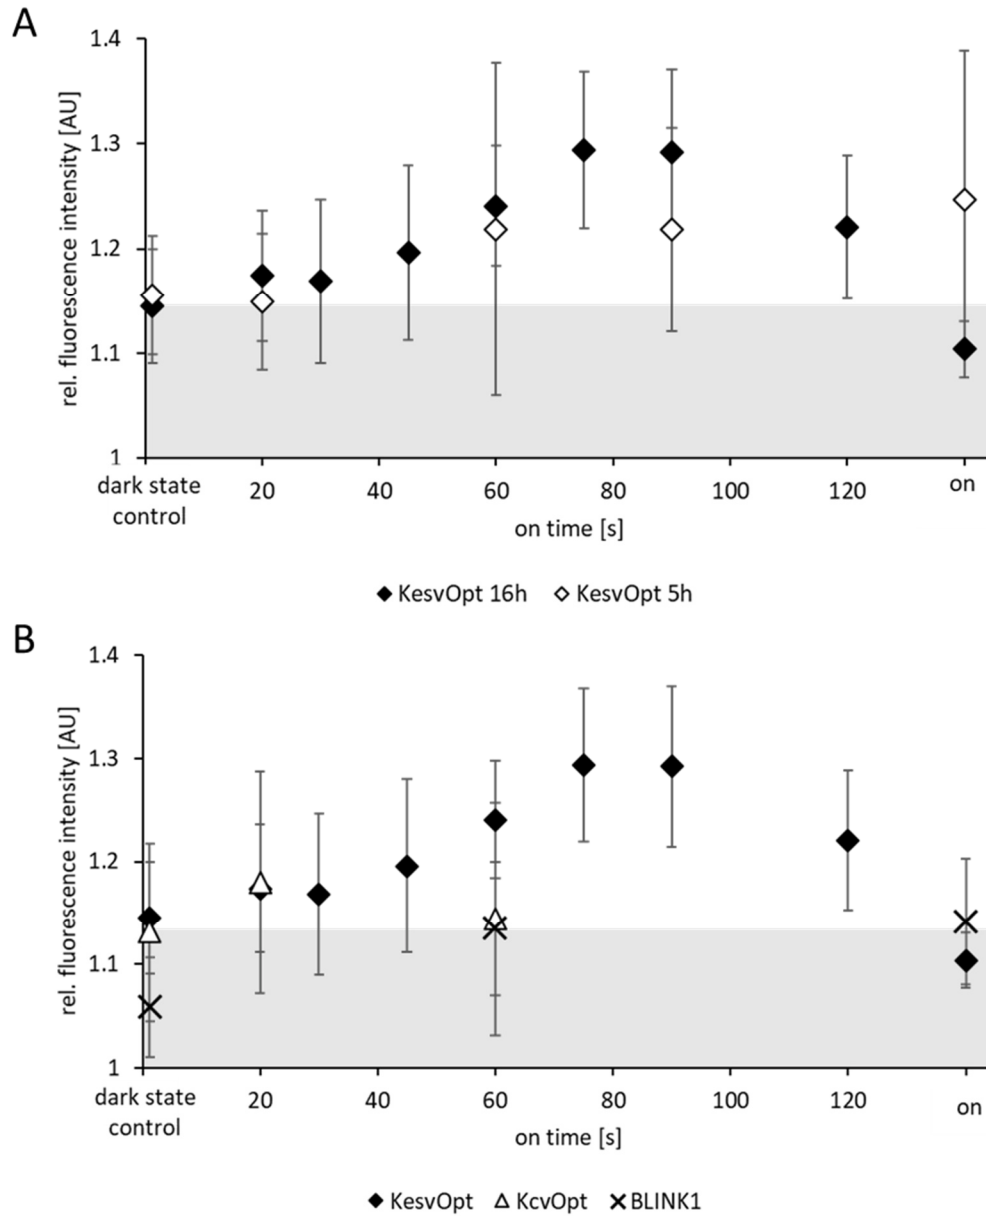 A
1.4
1.3
1.2
1.1
1
rel. fluorescence intensity [AU]
dark state
control
20
40
60
80
100
120
on
on time [s]
KesvOpt 16h
KesvOpt 5h
B
1.4
1.3
1.2
1.1
1
rel. fluorescence intensity [AU]
dark state
control
20
40
60
80
100
120
on
on time [s]
KesvOpt
KcvOpt
BLINK1